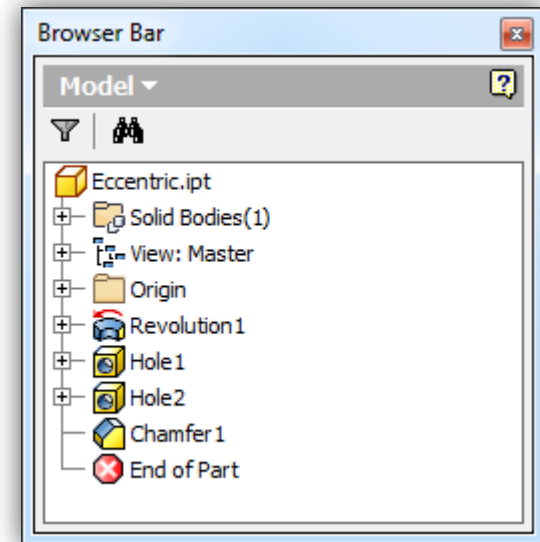 Browser Bar
Model
Eccentric.ipt
Solid Bodies(1)
View: Master
Origin
Revolution1
Hole1
Hole2
Chamfer1
End of Part